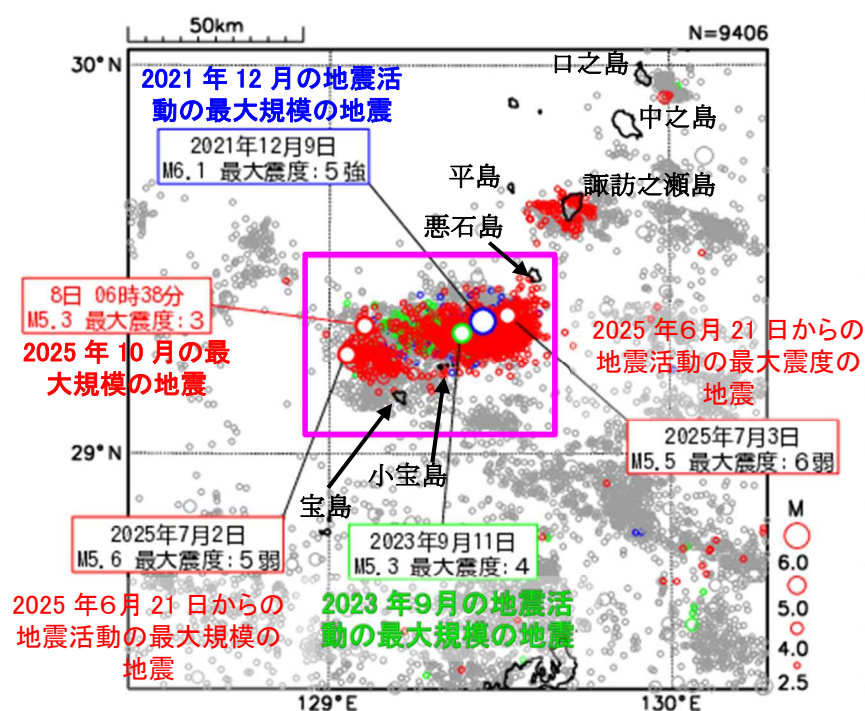 50km
N=9406
30°N
口之島
2021 年 12 月の地震活
動の最大規模の地震
中之島
2021年12月9日
M6.1 最大震度:5強
平島
諏訪之瀬島
悪石島
8日 06時38分
M5.3 最大震度:3
2025 年 10 月の最
大規模の地震
2025 年6月 21 日からの
地震活動の最大震度の
地震
2025年7月3日
M5.5 最大震度:6弱
29°N
小宝島
宝島
2025年7月2日
M5.6 最大震度:5弱
2023年9月11日
M5.3 最大震度:4
2025 年6月 21 日からの
地震活動の最大規模の
地震
2023 年9月の地震活
動の最大規模の地震
M
6.0
5.0
4.0
2.5
129°E
130°E